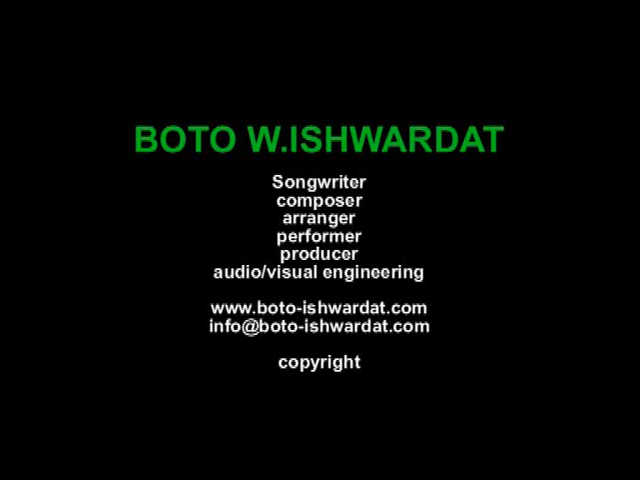 BOTO W.ISHWARDAT
Songwriter
composer
arranger
performer
producer
audio/visual engineering
www.boto-ishwardat.com
info@boto-ishwardat.com
copyright